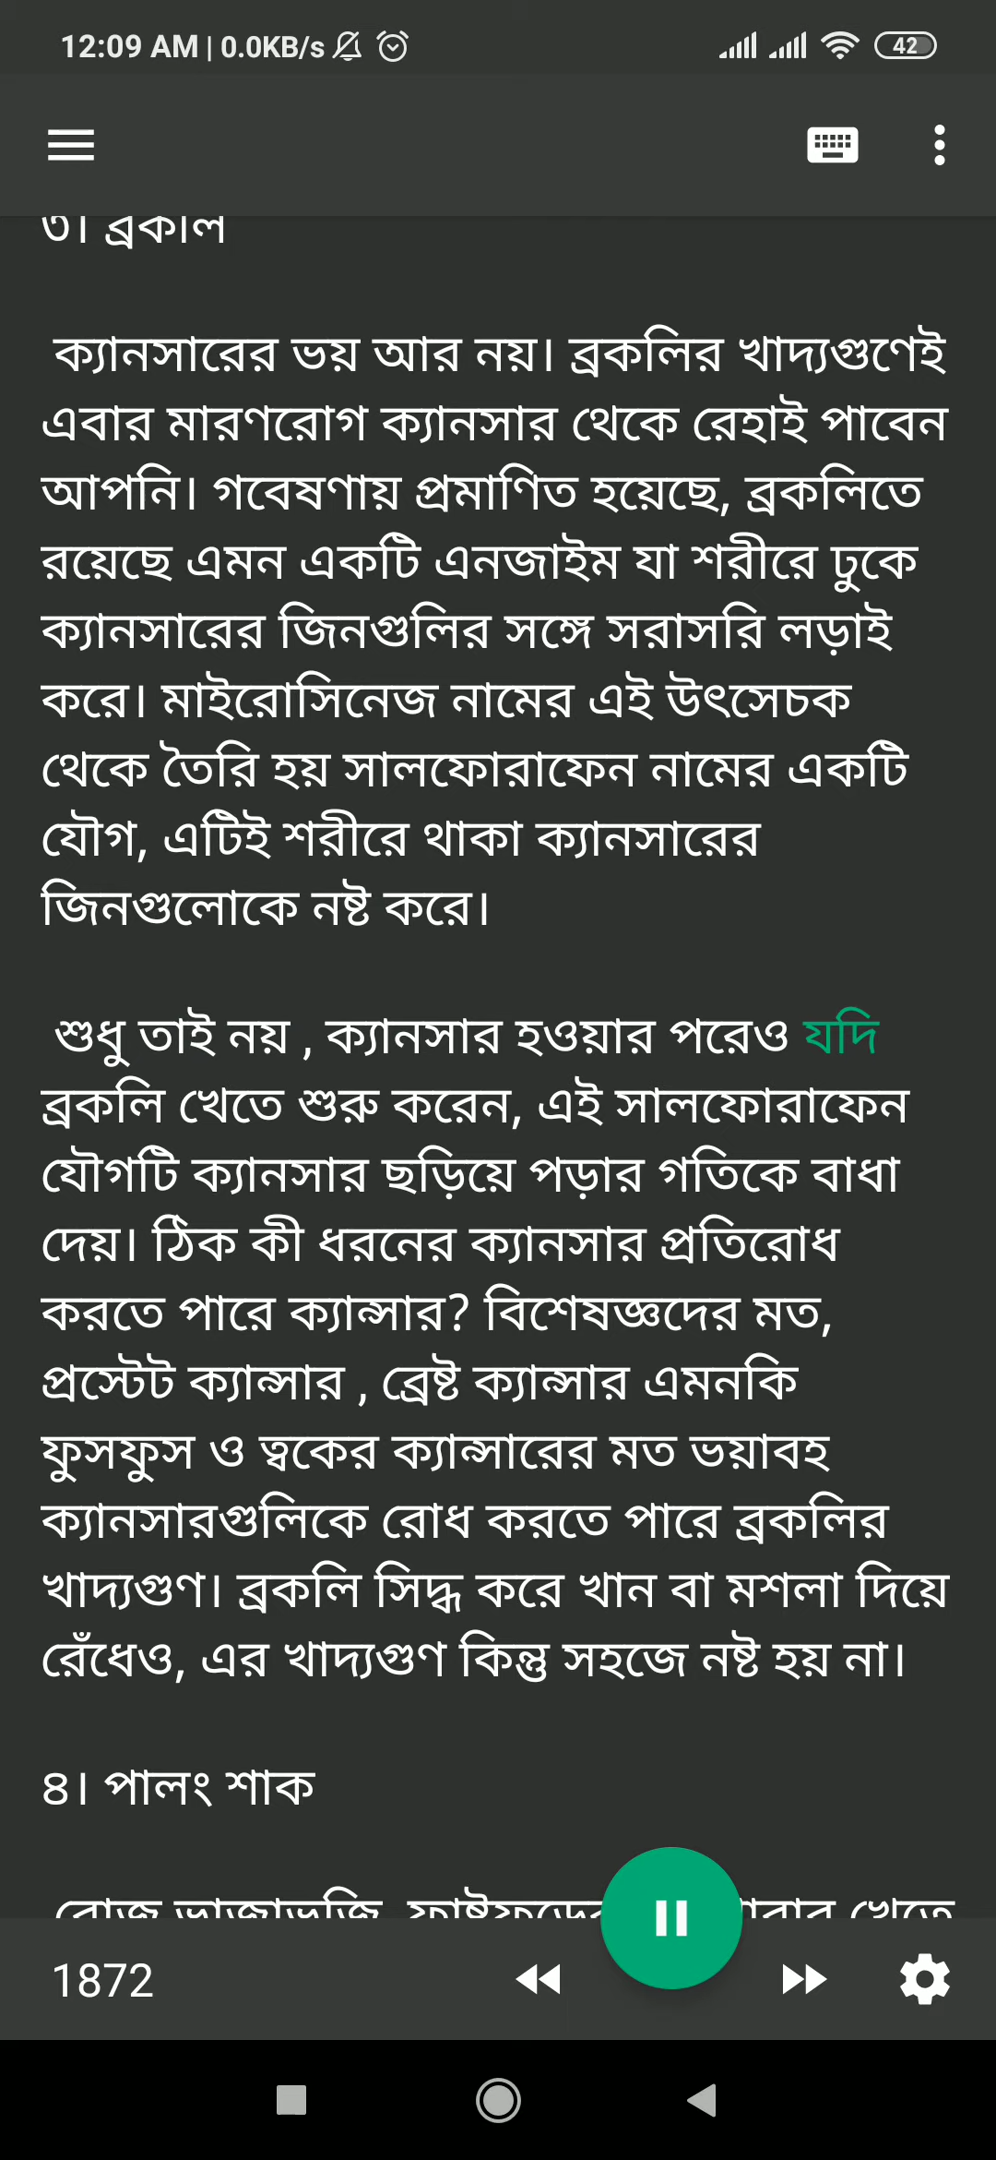 12:09 AM | 0.0KB/s 42
৩। ব্রকলি
ক্যানসারের ভয় আর নয়। ব্রকলির খাদ্যগুণেই
এবার মারণরোগ ক্যানসার থেকে রেহাই পাবেন
আপনি। গবেষণায় প্রমাণিত হয়েছে, ব্রকলিতে
রয়েছে এমন একটি এনজাইম যা শরীরে ঢুকে
ক্যানসারের জিনগুলির সঙ্গে সরাসরি লড়াই
করে। মাইরোসিনেজ নামের এই উৎসেচক
থেকে তৈরি হয় সালফোরাফেন নামের একটি
যৌগ, এটিই শরীরে থাকা ক্যানসারের
জিনগুলোকে নষ্ট করে।
শুধু তাই নয় , ক্যানসার হওয়ার পরেও যদি
ব্রকলি খেতে শুরু করেন, এই সালফোরাফেন
যৌগটি ক্যানসার ছড়িয়ে পড়ার গতিকে বাধা
দেয়। ঠিক কী ধরনের ক্যানসার প্রতিরোধ
করতে পারে ক্যান্সার? বিশেষজ্ঞদের মত,
প্রস্টেট ক্যান্সার , ব্রেষ্ট ক্যান্সার এমনকি
ফুসফুস ও ত্বকের ক্যান্সারের মত ভয়াবহ
ক্যানসারগুলিকে রোধ করতে পারে ব্রকলির
খাদ্যগুণ। ব্রকলি সিদ্ধ করে খান বা মশলা দিয়ে
রেঁধেও, এর খাদ্যগুণ কিন্তু সহজে নষ্ট হয় না।
৪। পালং শাক
রোজ ভাজাভুজি, খেতে
1872